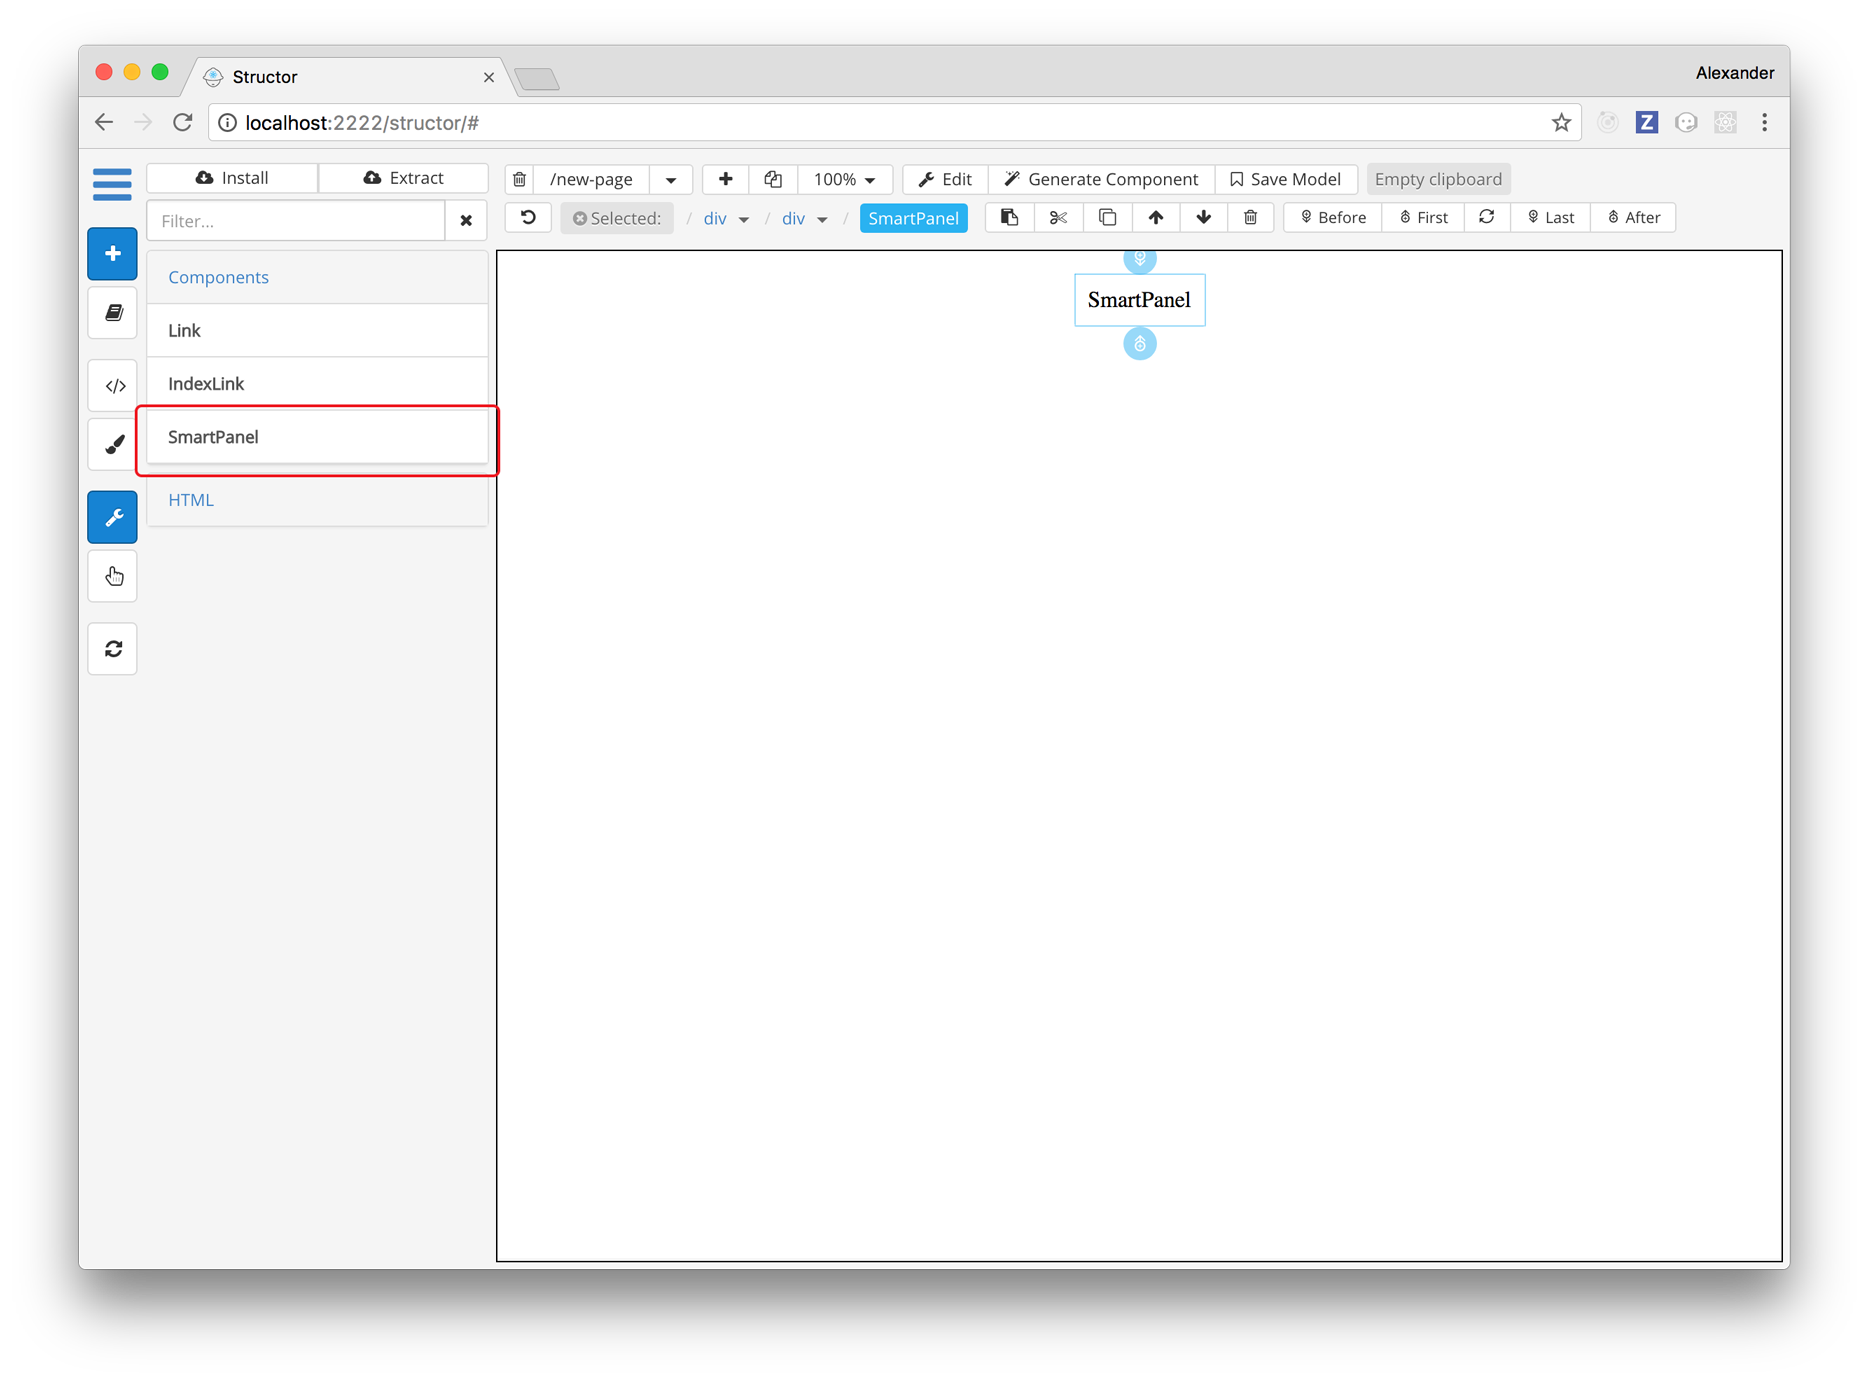 Structor
Alexander
localhost:2222/structor/#
Install Extract
/new-page 100% Edit Generate Component Save Model Empty clipboard
Filter...
Selected: / div / div / SmartPanel Before First Last After
Components
Link
IndexLink
SmartPanel
HTML
SmartPanel
Z